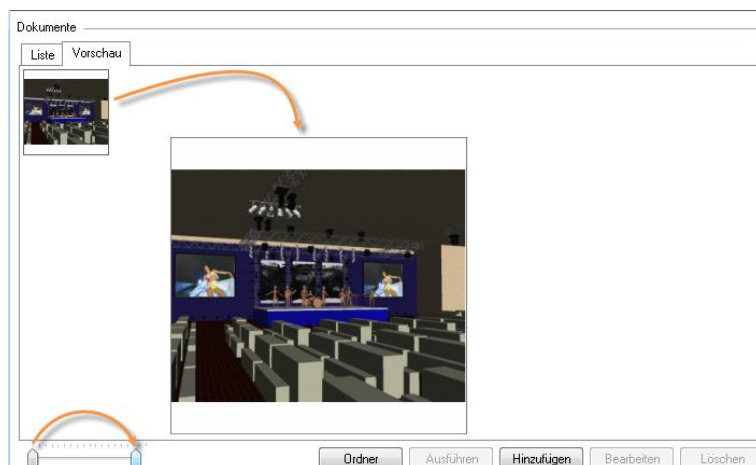 Dokumente
Liste Vorschau
Ordner Ausführen Hinzufügen Bearbeiten Löschen